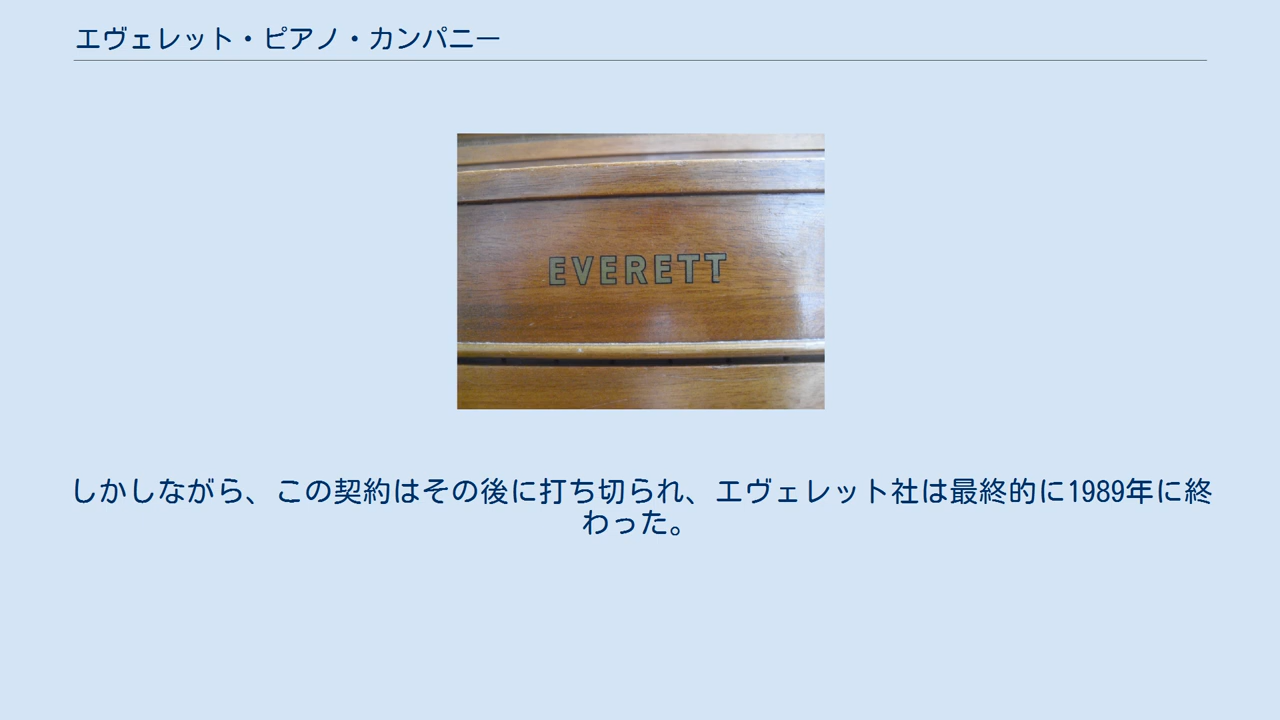 エヴェレット・ピアノ・カンパニー
EVERETT
しかしながら、この契約はその後に打ち切られ、エヴェレット社は最終的に1989年に終
わった。